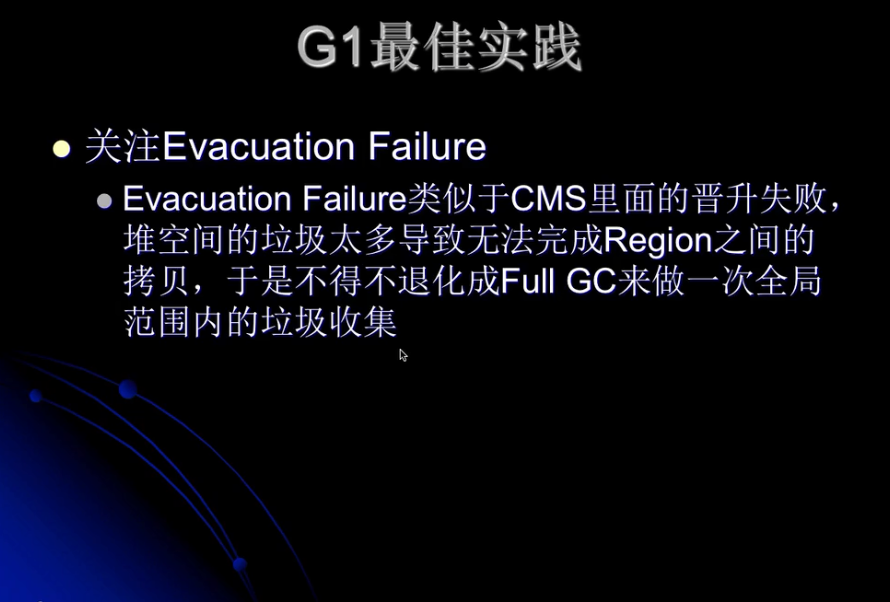 G1最佳实践
关注Evacuation Failure
Evacuation Failure类似于CMS里面的晋升失败，
堆空间的垃圾太多导致无法完成Region之间的
拷贝，于是不得不退化成Full GC来做一次全局
范围内的垃圾收集